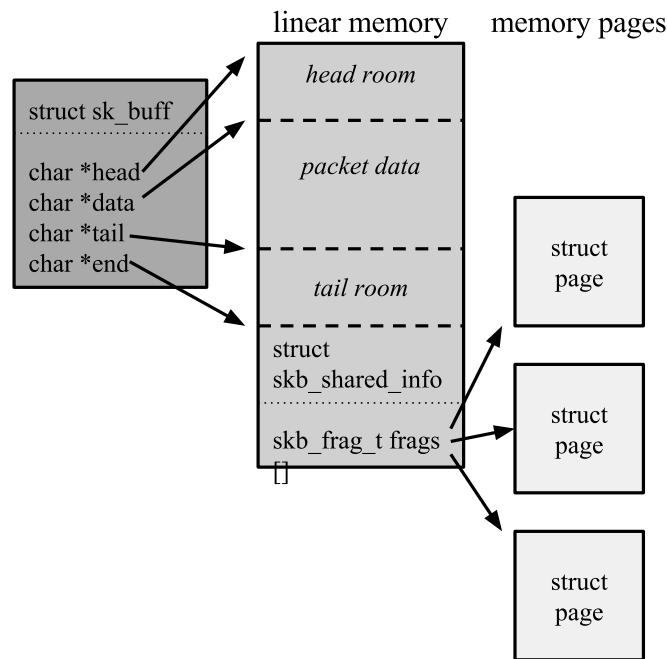 linear memory
memory pages
struct sk_buff
char *head
char *data
char *tail
char *end
head room
packet data
tail room
struct
skb_shared_info
skb_frag_t frags
[]
struct
page
struct
page
struct
page